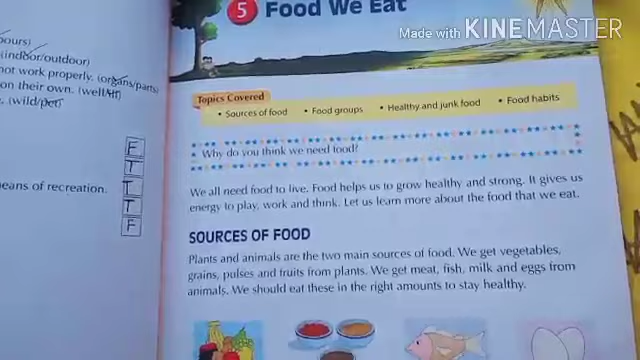 5 Food We Eat
Made with KINEMASTER
hours)
(indoor/outdoor)
not work properly. (organs/parts)
on their own. (well/ill)
(wild/pet)
F
T
T
T
F
means of recreation.
Topics Covered
• Sources of food • Food groups • Healthy and junk food • Food habits
Why do you think we need food?
We all need food to live. Food helps us to grow healthy and strong. It gives us
energy to play, work and think. Let us learn more about the food that we eat.
SOURCES OF FOOD
Plants and animals are the two main sources of food. We get vegetables,
grains, pulses and fruits from plants. We get meat, fish, milk and eggs from
animals. We should eat these in the right amounts to stay healthy.